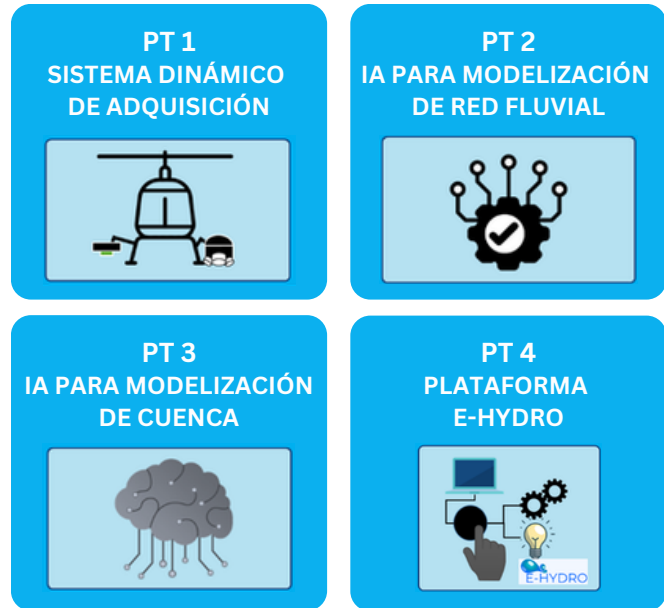 PT 1
SISTEMA DINÁMICO
DE ADQUISICIÓN
PT 2
IA PARA MODELIZACIÓN
DE RED FLUVIAL
PT 3
IA PARA MODELIZACIÓN
DE CUENCA
PT 4
PLATAFORMA
E-HYDRO
E-HYDRO